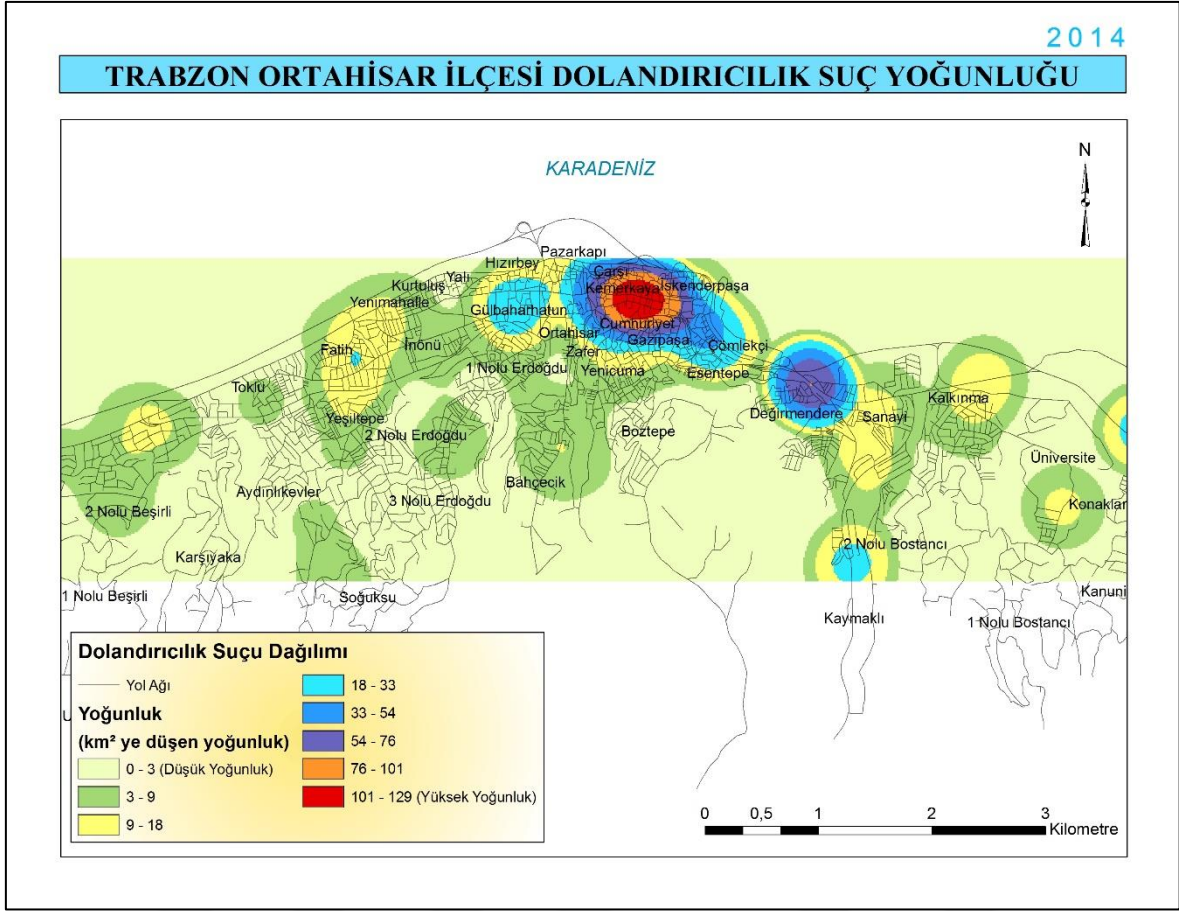 2014
TRABZON ORTAHİSAR İLÇESİ DOLANDIRICILIK SUÇ YOĞUNLUĞU
KARADENİZ
N
Pazarkapı
Hızırbey
Çarşı
Yalı
Kurtuluş
Kemerkaya
İskenderpaşa
Yenimahalle
Gülbaharhatun
Cumhuriyet
Ortahisar
Gazipaşa
İnönü
Çömlekçi
Fatih
Zafer
1 Nolu Erdoğdu
Yenicuma
Esentepe
Toklu
Kalkınma
Değirmendere
Sanayi
Yeşiltepe
2 Nolu Erdoğdu
Boztepe
Üniversite
Bahçecik
Aydınlıkevler
3 Nolu Erdoğdu
Konaklar
2 Nolu Beşirli
2 Nolu Bostancı
Karşıyaka
1 Nolu Beşirli
Soğuksu
Kanuni
Kaymaklı
1 Nolu Bostancı
U
Dolandırıcılık Suçu Dağılımı
Yol Ağı
Yoğunluk
(km² ye düşen yoğunluk)
0 - 3 (Düşük Yoğunluk)
3 - 9
9 - 18
18 - 33
33 - 54
54 - 76
76 - 101
101 - 129 (Yüksek Yoğunluk)
0 0,5 1 2 3
Kilometre